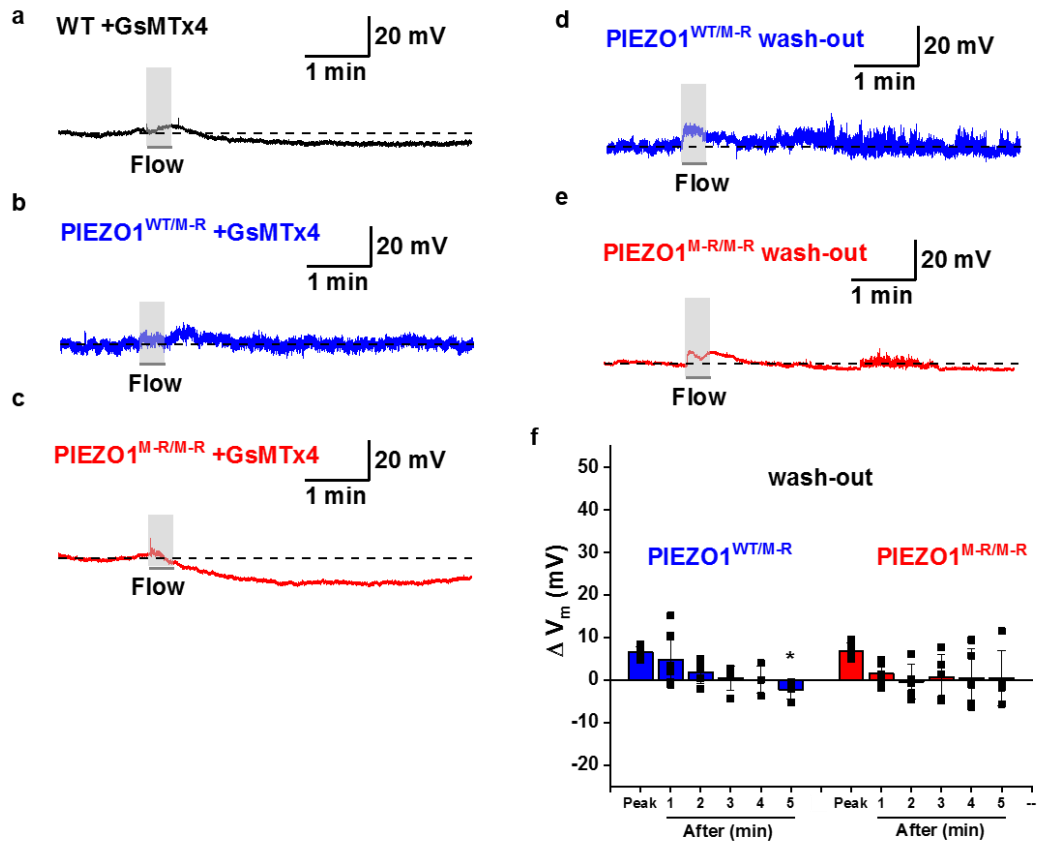 a
WT +GsMTx4
20 mV
1 min
Flow
b
PIEZO1WT/M-R +GsMTx4
20 mV
1 min
Flow
c
PIEZO1M-R/M-R +GsMTx4
20 mV
1 min
Flow
d
PIEZO1WT/M-R wash-out
20 mV
1 min
Flow
e
PIEZO1M-R/M-R wash-out
20 mV
1 min
Flow
f
wash-out
PIEZO1WT/M-R PIEZO1M-R/M-R
Δ Vm (mV)
50
40
30
20
10
0
-10
-20
*
Peak 1 2 3 4 5 Peak 1 2 3 4 5 --
After (min) After (min)